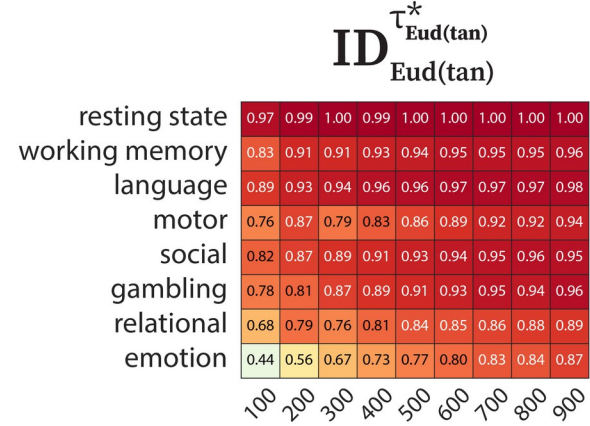 ID τ*Eud(tan) Eud(tan)
resting state 0.97 0.99 1.00 0.99 1.00 1.00 1.00 1.00 1.00
working memory 0.83 0.91 0.91 0.93 0.94 0.95 0.95 0.95 0.96
language 0.89 0.93 0.94 0.96 0.96 0.97 0.97 0.97 0.98
motor 0.76 0.87 0.79 0.83 0.86 0.89 0.92 0.92 0.94
social 0.82 0.87 0.89 0.91 0.93 0.94 0.95 0.96 0.95
gambling 0.78 0.81 0.87 0.89 0.91 0.93 0.95 0.94 0.96
relational 0.68 0.79 0.76 0.81 0.84 0.85 0.86 0.88 0.89
emotion 0.44 0.56 0.67 0.73 0.77 0.80 0.83 0.84 0.87
100 200 300 400 500 600 700 800 900